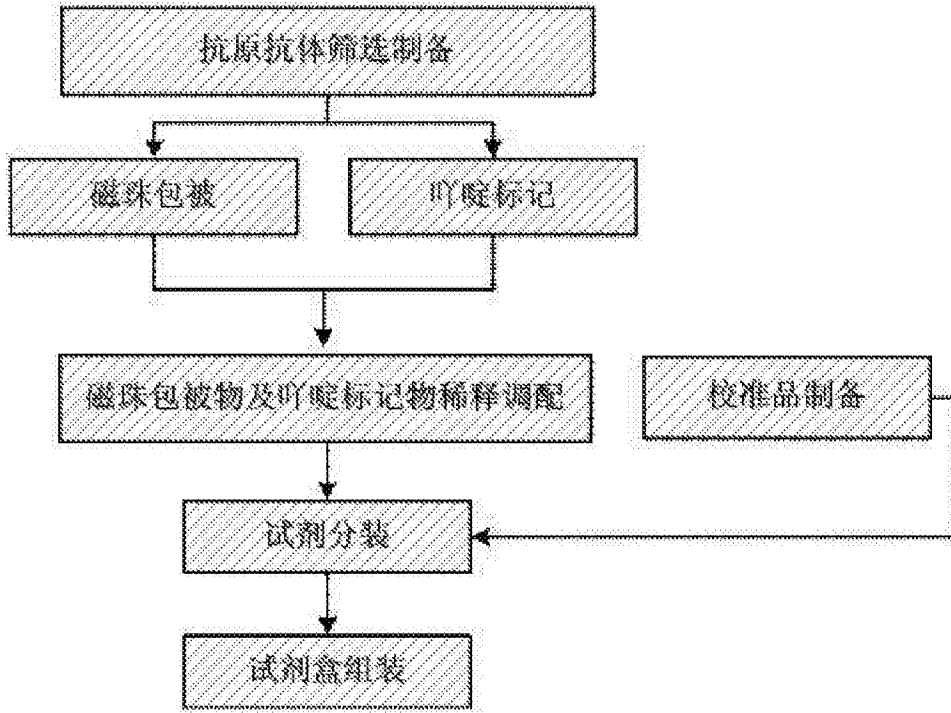 抗原抗体筛选制备
磁珠包被
吖啶标记
磁珠包被物及吖啶标记物稀释调配
校准品制备
试剂分装
试剂盒组装